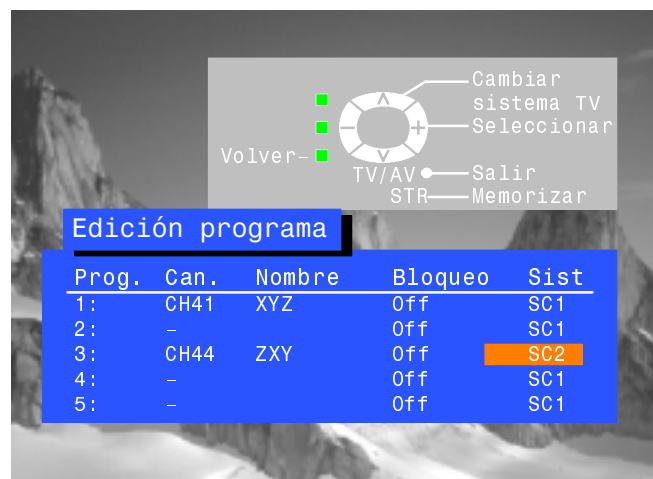 Cambiar
sistema TV
Seleccionar
Volver
TV/AV Salir
STR Memorizar
Edición programa
Prog. Can. Nombre Bloqueo Sist
1: CH41 XYZ Off SC1
2: – Off SC1
3: CH44 ZXY Off SC2
4: – Off SC1
5: – Off SC1